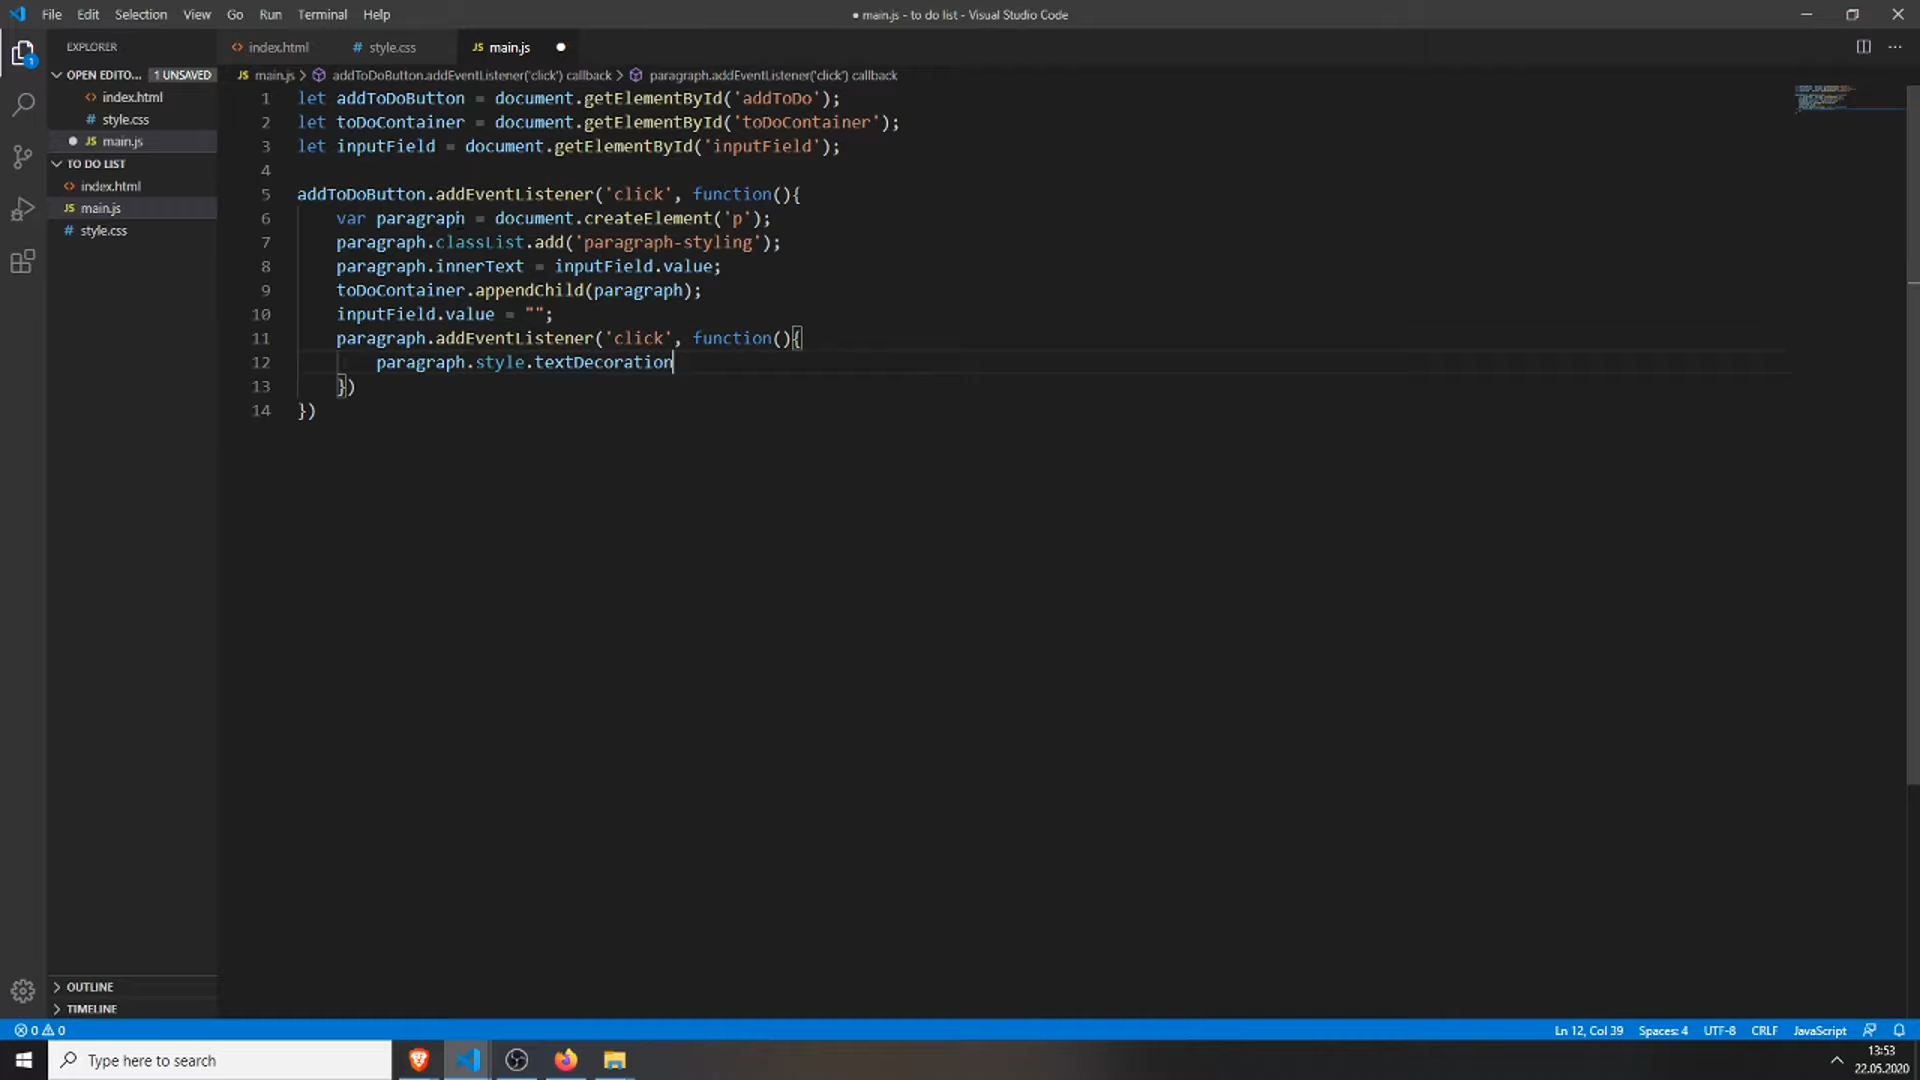 File Edit Selection View Go Run Terminal Help
● main.js - to do list - Visual Studio Code
EXPLORER
OPEN EDITO... 1 UNSAVED
index.html
style.css
JS main.js
TO DO LIST
index.html
JS main.js
# style.css
index.html # style.css JS main.js
JS main.js > addToDoButton.addEventListener('click') callback > paragraph.addEventListener('click') callback
1 let addToDoButton = document.getElementById('addToDo');
2 let toDoContainer = document.getElementById('toDoContainer');
3 let inputField = document.getElementById('inputField');
4
5 addToDoButton.addEventListener('click', function(){
6 var paragraph = document.createElement('p');
7 paragraph.classList.add('paragraph-styling');
8 paragraph.innerText = inputField.value;
9 toDoContainer.appendChild(paragraph);
10 inputField.value = "";
11 paragraph.addEventListener('click', function(){
12 paragraph.style.textDecoration
13 })
14 })
OUTLINE
TIMELINE
0 0
Ln 12, Col 39 Spaces: 4 UTF-8 CRLF JavaScript
Type here to search
13:53
22.05.2020